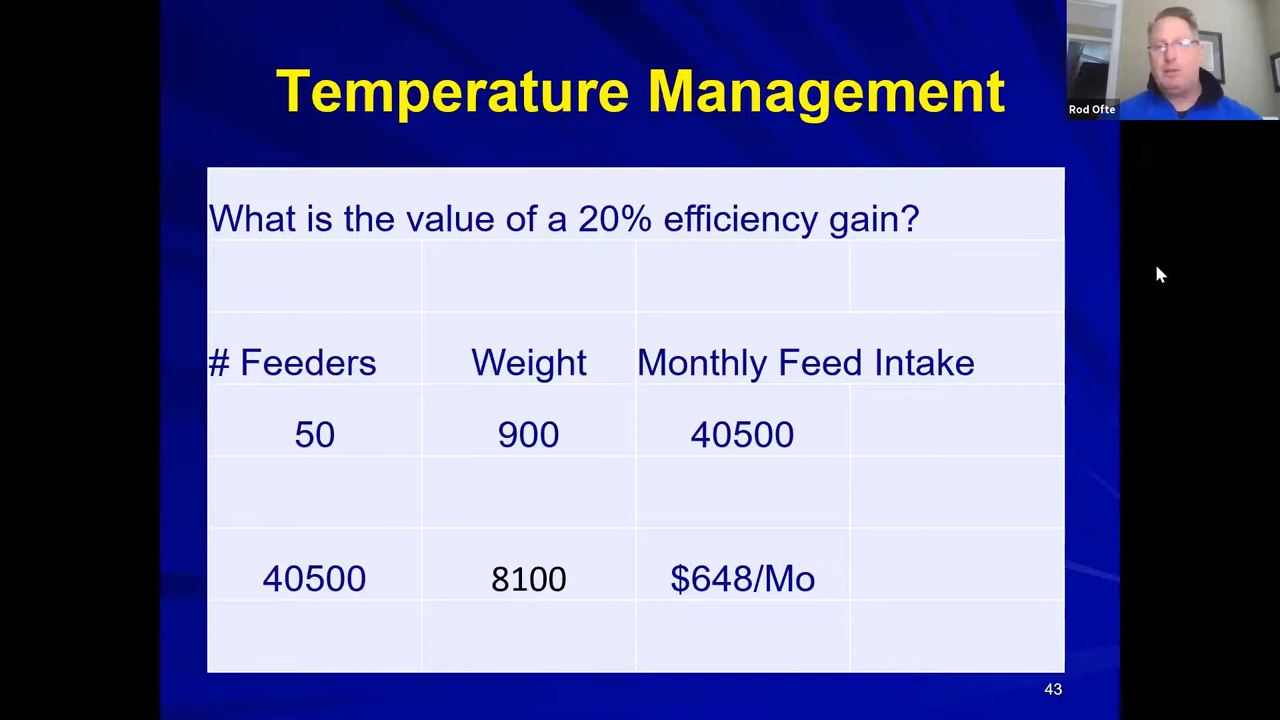 Temperature Management
Rod Ofte
What is the value of a 20% efficiency gain?
# Feeders Weight Monthly Feed Intake
50 900 40500
40500 8100 $648/Mo
43